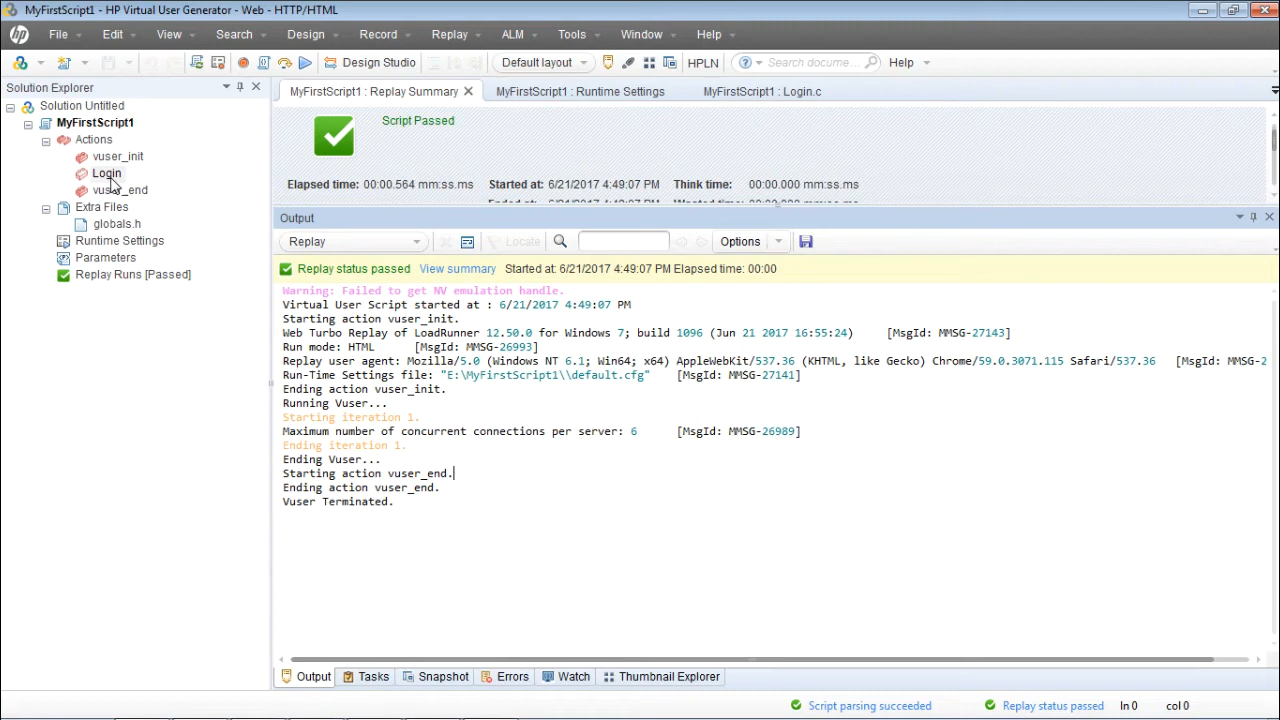 MyFirstScript1 - HP Virtual User Generator - Web - HTTP/HTML
hp File Edit View Search Design Record Replay ALM Tools Window Help
Design Studio Default layout HPLN Search docume... Help
Solution Explorer
Solution Untitled
MyFirstScript1
Actions
vuser_init
Login
vuser_end
Extra Files
globals.h
Runtime Settings
Parameters
Replay Runs [Passed]
MyFirstScript1 : Replay Summary MyFirstScript1 : Runtime Settings MyFirstScript1 : Login.c
Script Passed
Elapsed time: 00:00.564 mm:ss.ms Started at: 6/21/2017 4:49:07 PM Think time: 00:00.000 mm:ss.ms
Output
Replay Locate Options
Replay status passed View summary Started at: 6/21/2017 4:49:07 PM Elapsed time: 00:00
Warning: Failed to get NV emulation handle.
Virtual User Script started at : 6/21/2017 4:49:07 PM
Starting action vuser_init.
Web Turbo Replay of LoadRunner 12.50.0 for Windows 7; build 1096 (Jun 21 2017 16:55:24) [MsgId: MMSG-27143]
Run mode: HTML [MsgId: MMSG-26993]
Replay user agent: Mozilla/5.0 (Windows NT 6.1; Win64; x64) AppleWebKit/537.36 (KHTML, like Gecko) Chrome/59.0.3071.115 Safari/537.36 [MsgId: MMSG-2
Run-Time Settings file: "E:\MyFirstScript1\\default.cfg" [MsgId: MMSG-27141]
Ending action vuser_init.
Running Vuser...
Starting iteration 1.
Maximum number of concurrent connections per server: 6 [MsgId: MMSG-26989]
Ending iteration 1.
Ending Vuser...
Starting action vuser_end.
Ending action vuser_end.
Vuser Terminated.
Output Tasks Snapshot Errors Watch Thumbnail Explorer
Script parsing succeeded Replay status passed ln 0 col 0